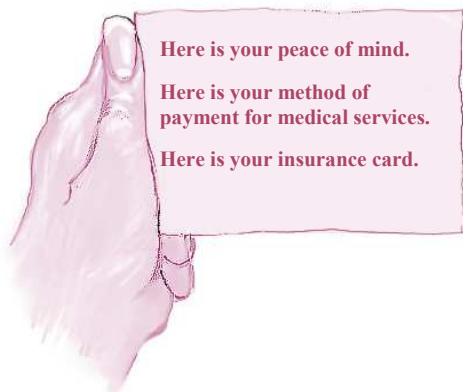 Here is your peace of mind.
Here is your method of
payment for medical services.
Here is your insurance card.